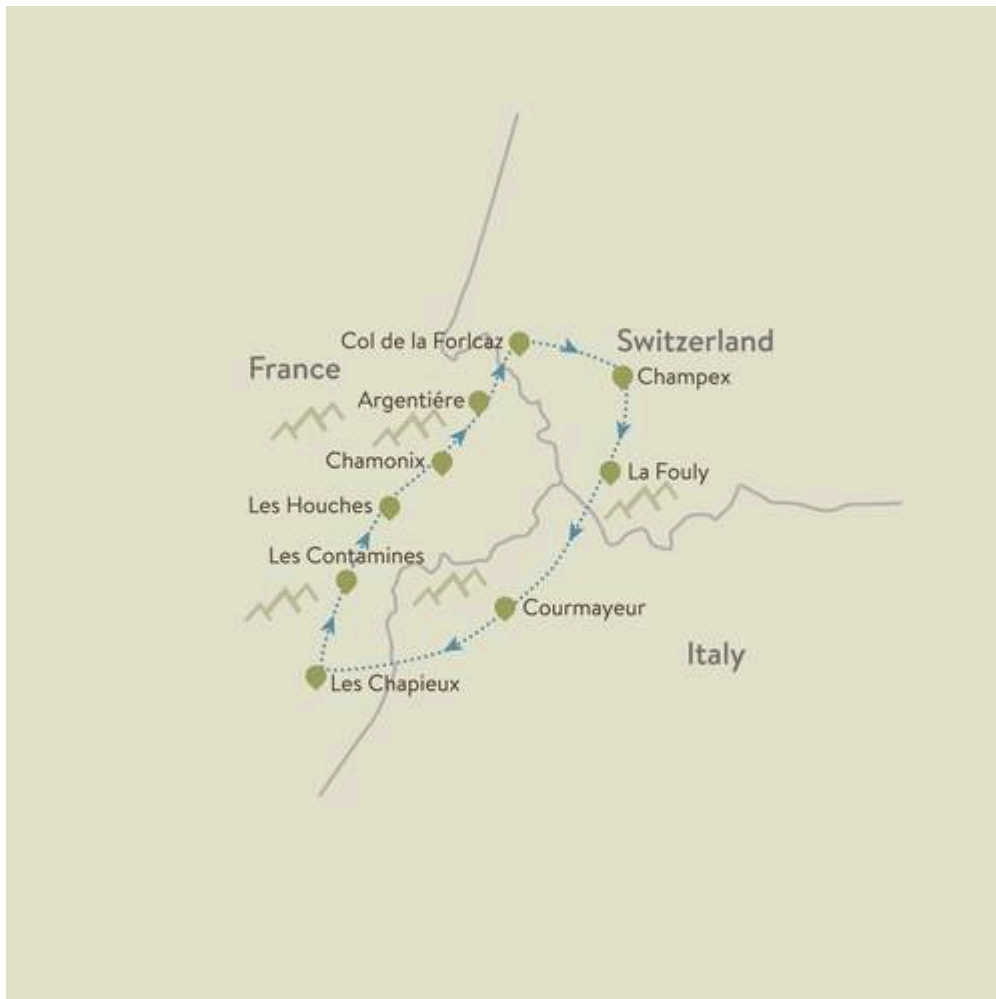 Col de la Forlcaz
Switzerland
France
Champex
Argentiére
Chamonix
La Fouly
Les Houches
Les Contamines
Courmayeur
Italy
Les Chapieux